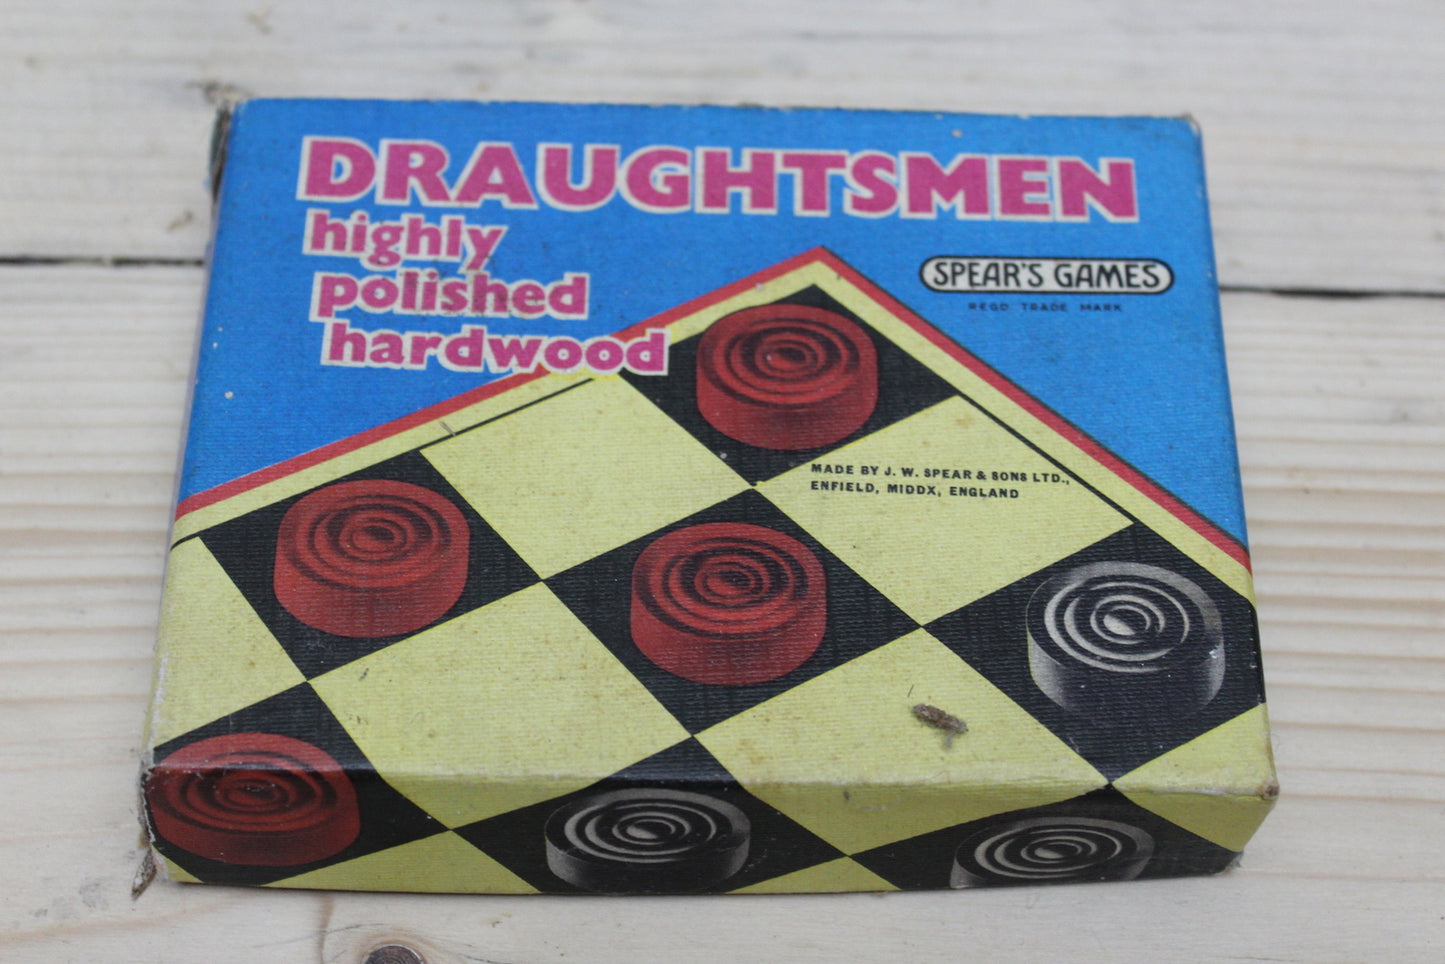 DRAUGHTSMEN
highly
polished
hardwood
SPEAR'S GAMES
REGD TRADE MARK
MADE BY J. W. SPEAR & SONS LTD.,
ENFIELD, MIDDX, ENGLAND